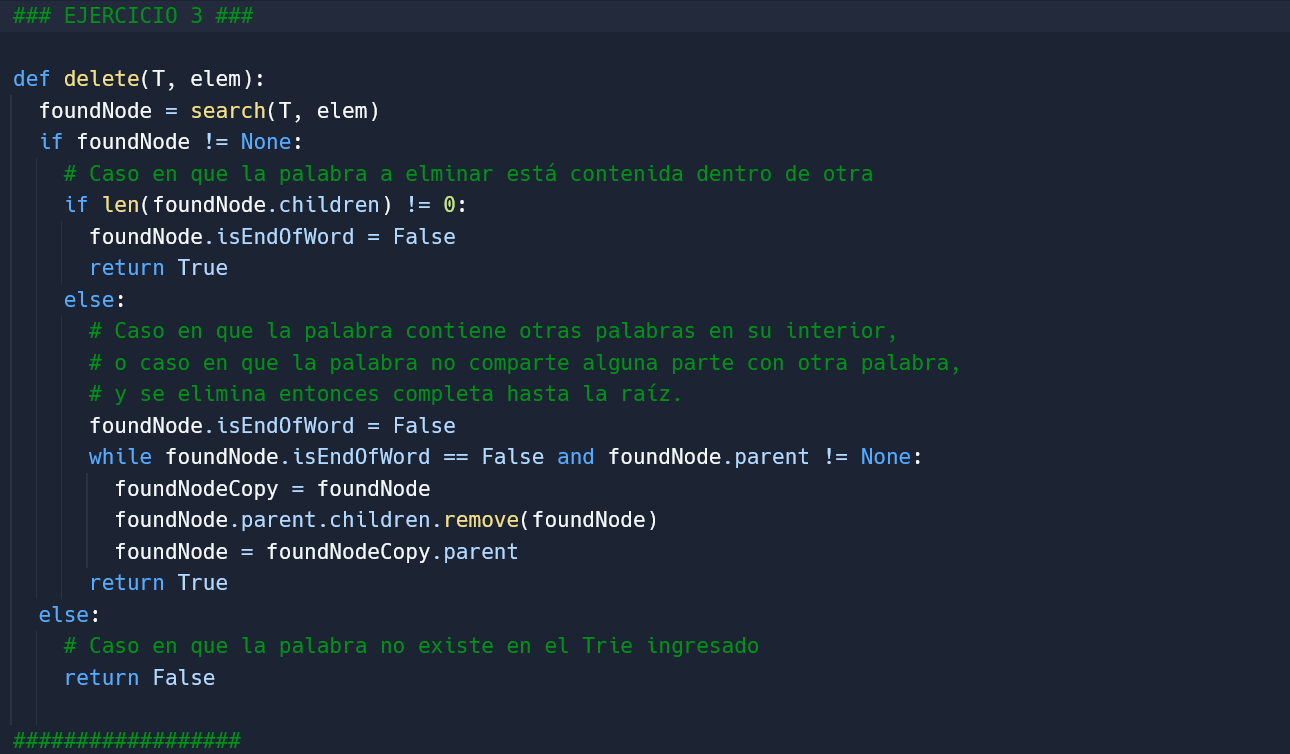 ### EJERCICIO 3 ###
def delete(T, elem):
  foundNode = search(T, elem)
  if foundNode != None:
    # Caso en que la palabra a elminar está contenida dentro de otra
    if len(foundNode.children) != 0:
      foundNode.isEndOfWord = False
      return True
    else:
      # Caso en que la palabra contiene otras palabras en su interior,
      # o caso en que la palabra no comparte alguna parte con otra palabra,
      # y se elimina entonces completa hasta la raíz.
      foundNode.isEndOfWord = False
      while foundNode.isEndOfWord == False and foundNode.parent != None:
        foundNodeCopy = foundNode
        foundNode.parent.children.remove(foundNode)
        foundNode = foundNodeCopy.parent
      return True
  else:
    # Caso en que la palabra no existe en el Trie ingresado
    return False
##################